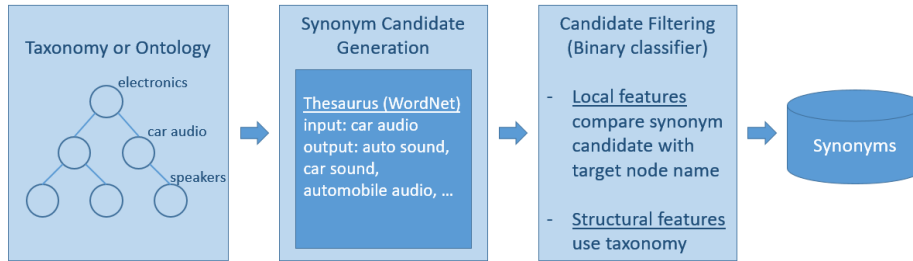 Taxonomy or Ontology
electronics
car audio
speakers
Synonym Candidate
Generation
Thesaurus (WordNet)
input: car audio
output: auto sound,
car sound,
automobile audio, ...
Candidate Filtering
(Binary classifier)
- Local features
compare synonym
candidate with
target node name
- Structural features
use taxonomy
Synonyms